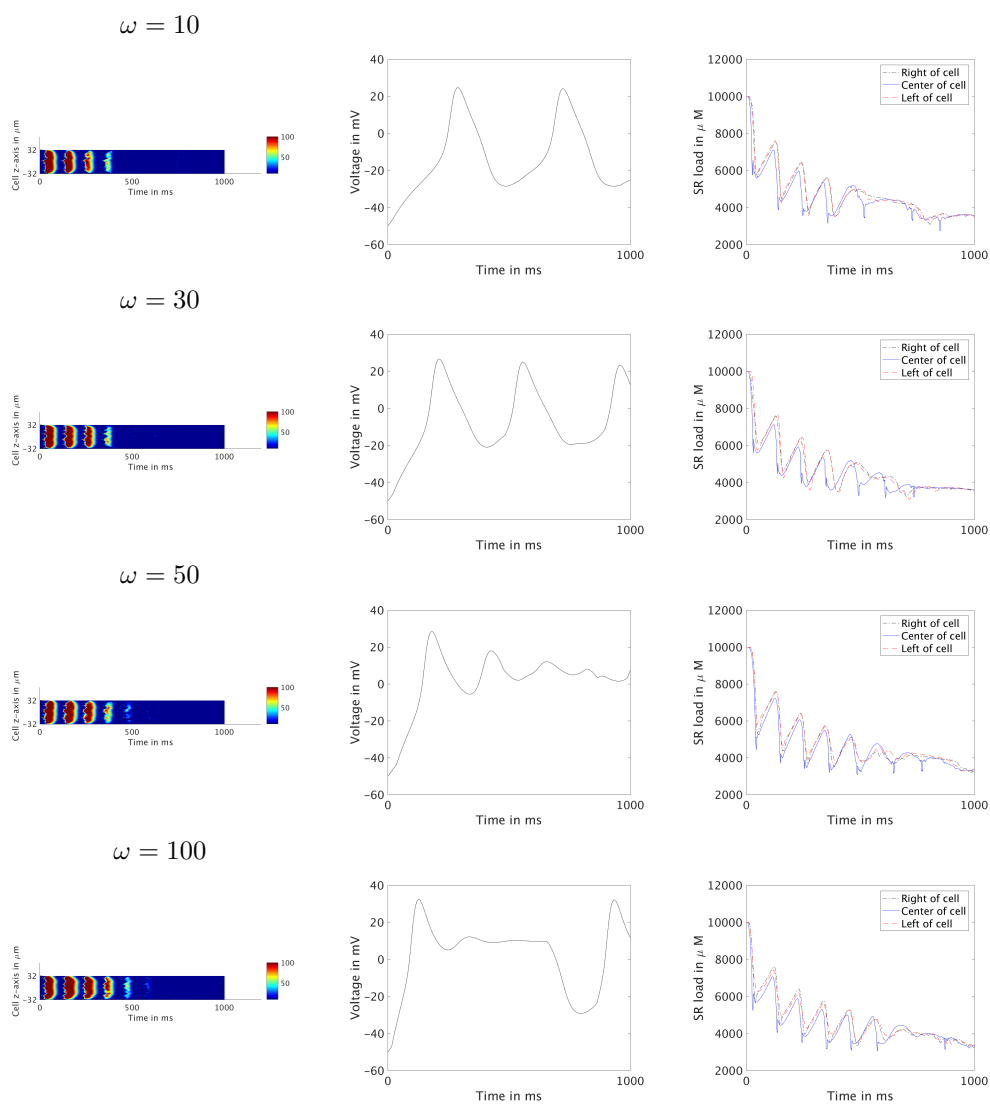 ω = 10
Cell z-axis in μm
32
-32
0
500
1000
Time in ms
100
50
Voltage in mV
40
20
0
-20
-40
-60
0
1000
Time in ms
SR load in μ M
12000
10000
8000
6000
4000
2000
0
1000
Time in ms
Right of cell
Center of cell
Left of cell
ω = 30
Cell z-axis in μm
32
-32
0
500
1000
Time in ms
100
50
Voltage in mV
40
20
0
-20
-40
-60
0
1000
Time in ms
SR load in μ M
12000
10000
8000
6000
4000
2000
0
1000
Time in ms
Right of cell
Center of cell
Left of cell
ω = 50
Cell z-axis in μm
32
-32
0
500
1000
Time in ms
100
50
Voltage in mV
40
20
0
-20
-40
-60
0
1000
Time in ms
SR load in μ M
12000
10000
8000
6000
4000
2000
0
1000
Time in ms
Right of cell
Center of cell
Left of cell
ω = 100
Cell z-axis in μm
32
-32
0
500
1000
Time in ms
100
50
Voltage in mV
40
20
0
-20
-40
-60
0
1000
Time in ms
SR load in μ M
12000
10000
8000
6000
4000
2000
0
1000
Time in ms
Right of cell
Center of cell
Left of cell